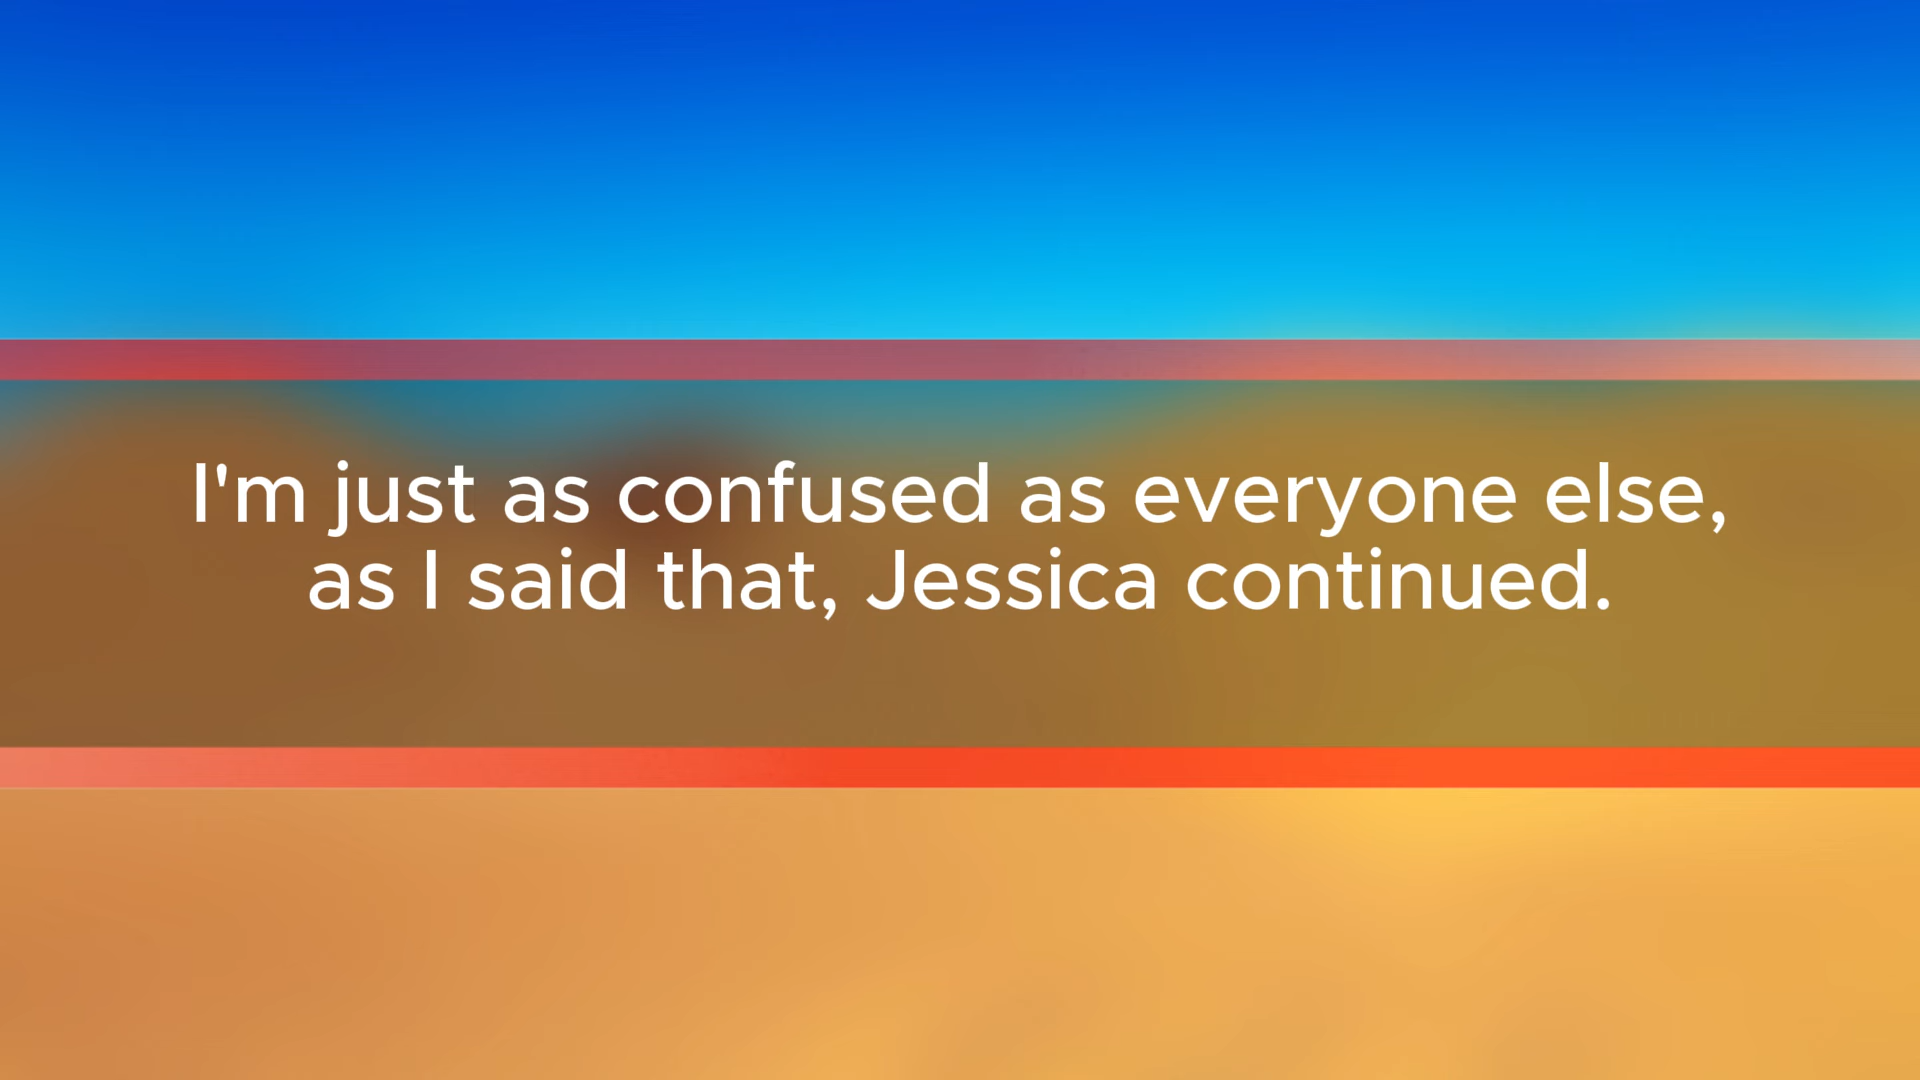 I'm just as confused as everyone else,
as I said that, Jessica continued.